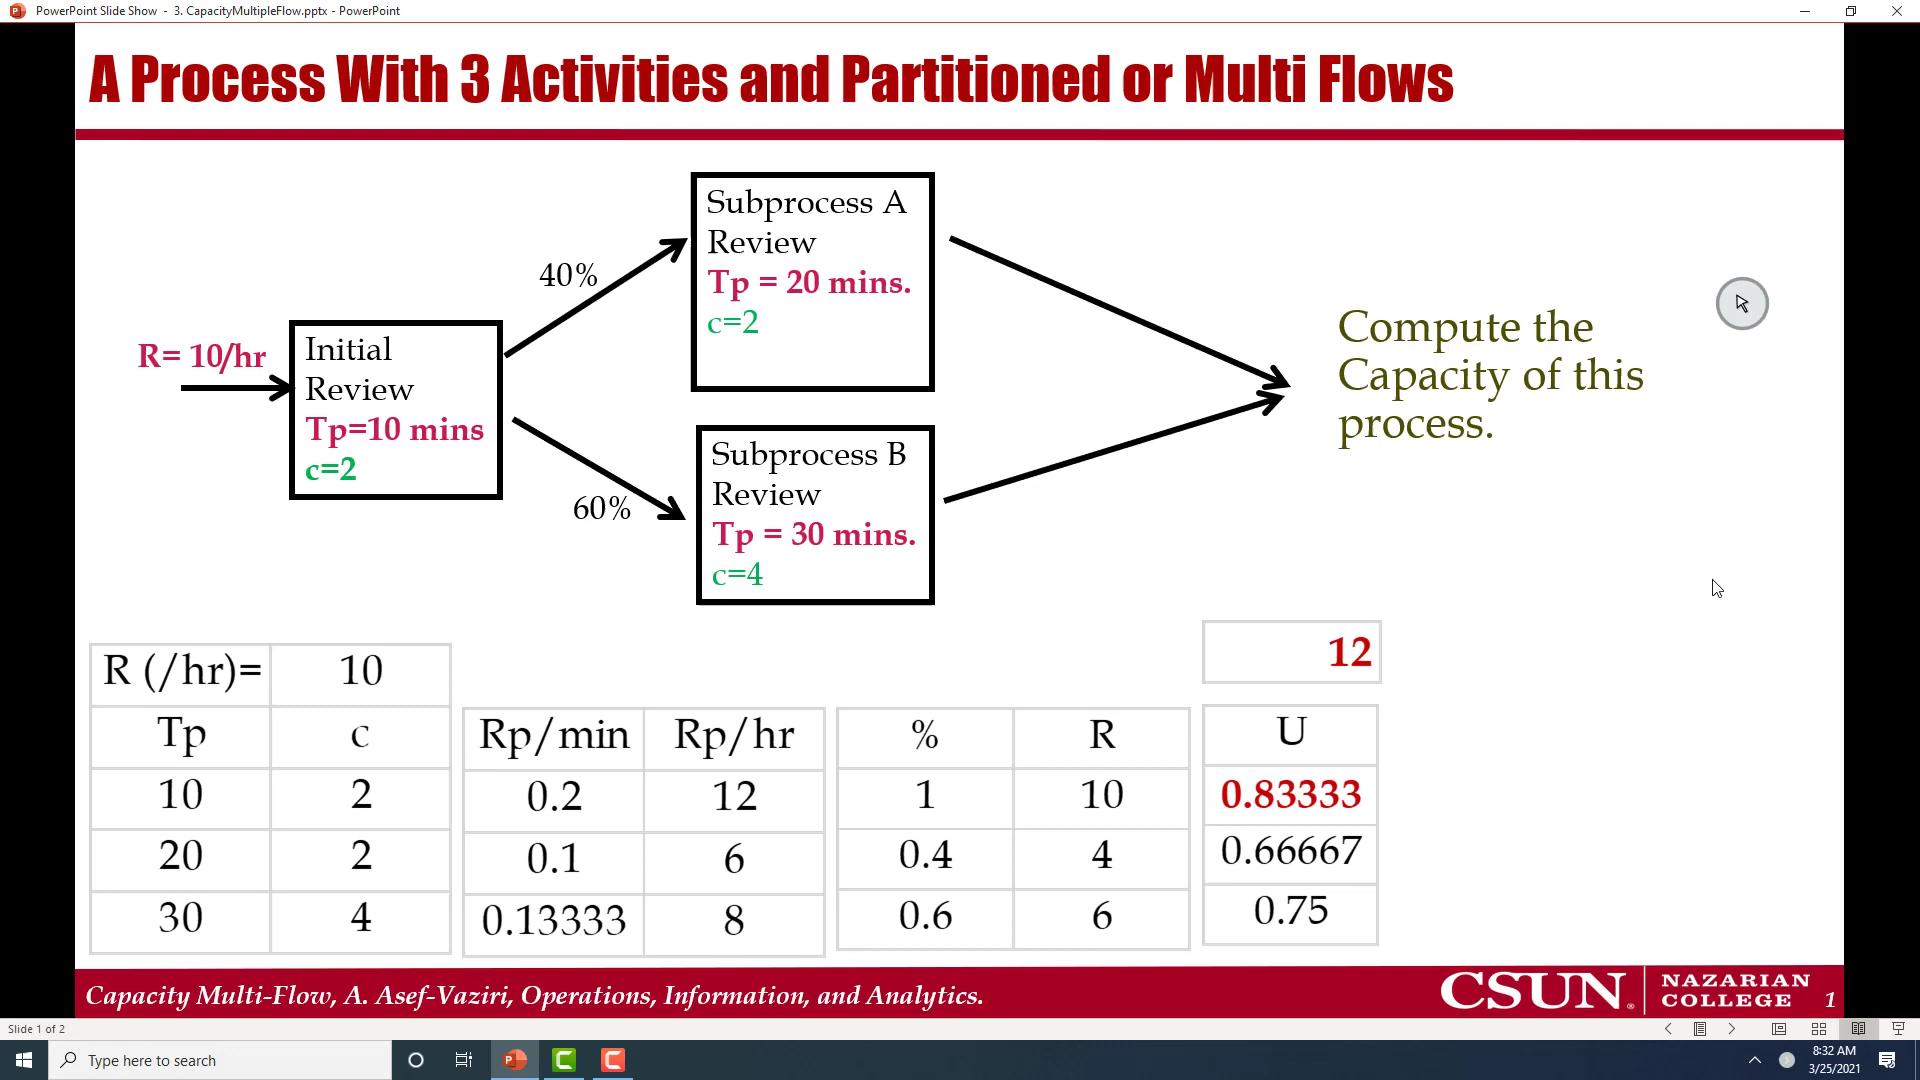 PowerPoint Slide Show - 3. CapacityMultipleFlow.pptx - PowerPoint
A Process With 3 Activities and Partitioned or Multi Flows
R= 10/hr
Initial
Review
Tp=10 mins
c=2
40%
60%
Subprocess A
Review
Tp = 20 mins.
c=2
Subprocess B
Review
Tp = 30 mins.
c=4
Compute the
Capacity of this
process.
12
R (/hr)= 10
Tp c Rp/min Rp/hr % R U
10 2 0.2 12 1 10 0.83333
20 2 0.1 6 0.4 4 0.66667
30 4 0.13333 8 0.6 6 0.75
Capacity Multi-Flow, A. Asef-Vaziri, Operations, Information, and Analytics.
CSUN.
NAZARIAN
COLLEGE
1
Slide 1 of 2
Type here to search
8:32 AM
3/25/2021